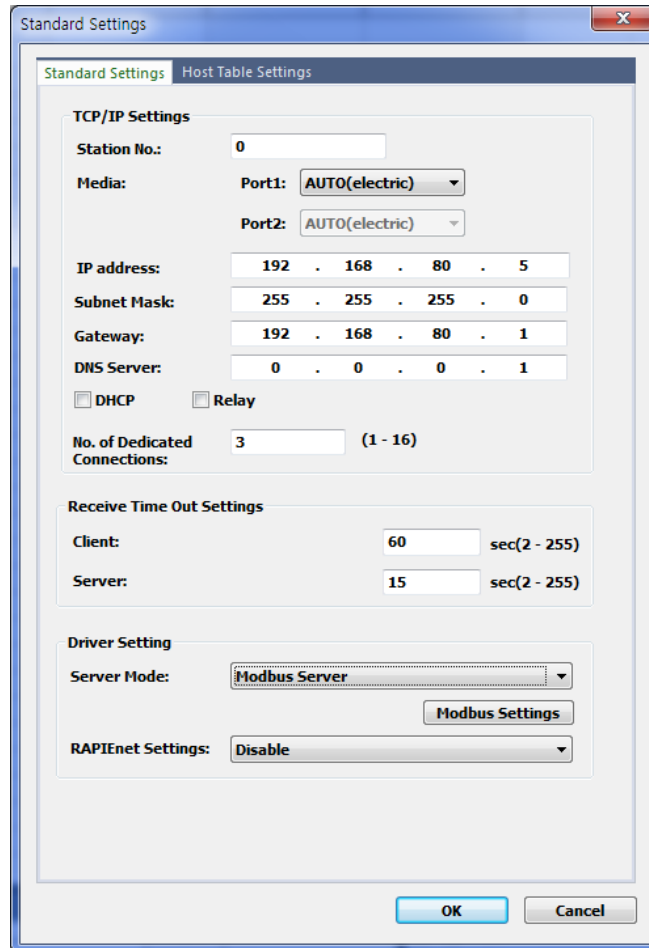 Standard Settings
Standard Settings Host Table Settings
TCP/IP Settings
Station No.: 0
Media: Port1: AUTO(electric)
Port2: AUTO(electric)
IP address: 192 . 168 . 80 . 5
Subnet Mask: 255 . 255 . 255 . 0
Gateway: 192 . 168 . 80 . 1
DNS Server: 0 . 0 . 0 . 1
DHCP Relay
No. of Dedicated
Connections: 3 (1 - 16)
Receive Time Out Settings
Client: 60 sec(2 - 255)
Server: 15 sec(2 - 255)
Driver Setting
Server Mode: Modbus Server
Modbus Settings
RAPIEnet Settings: Disable
OK Cancel